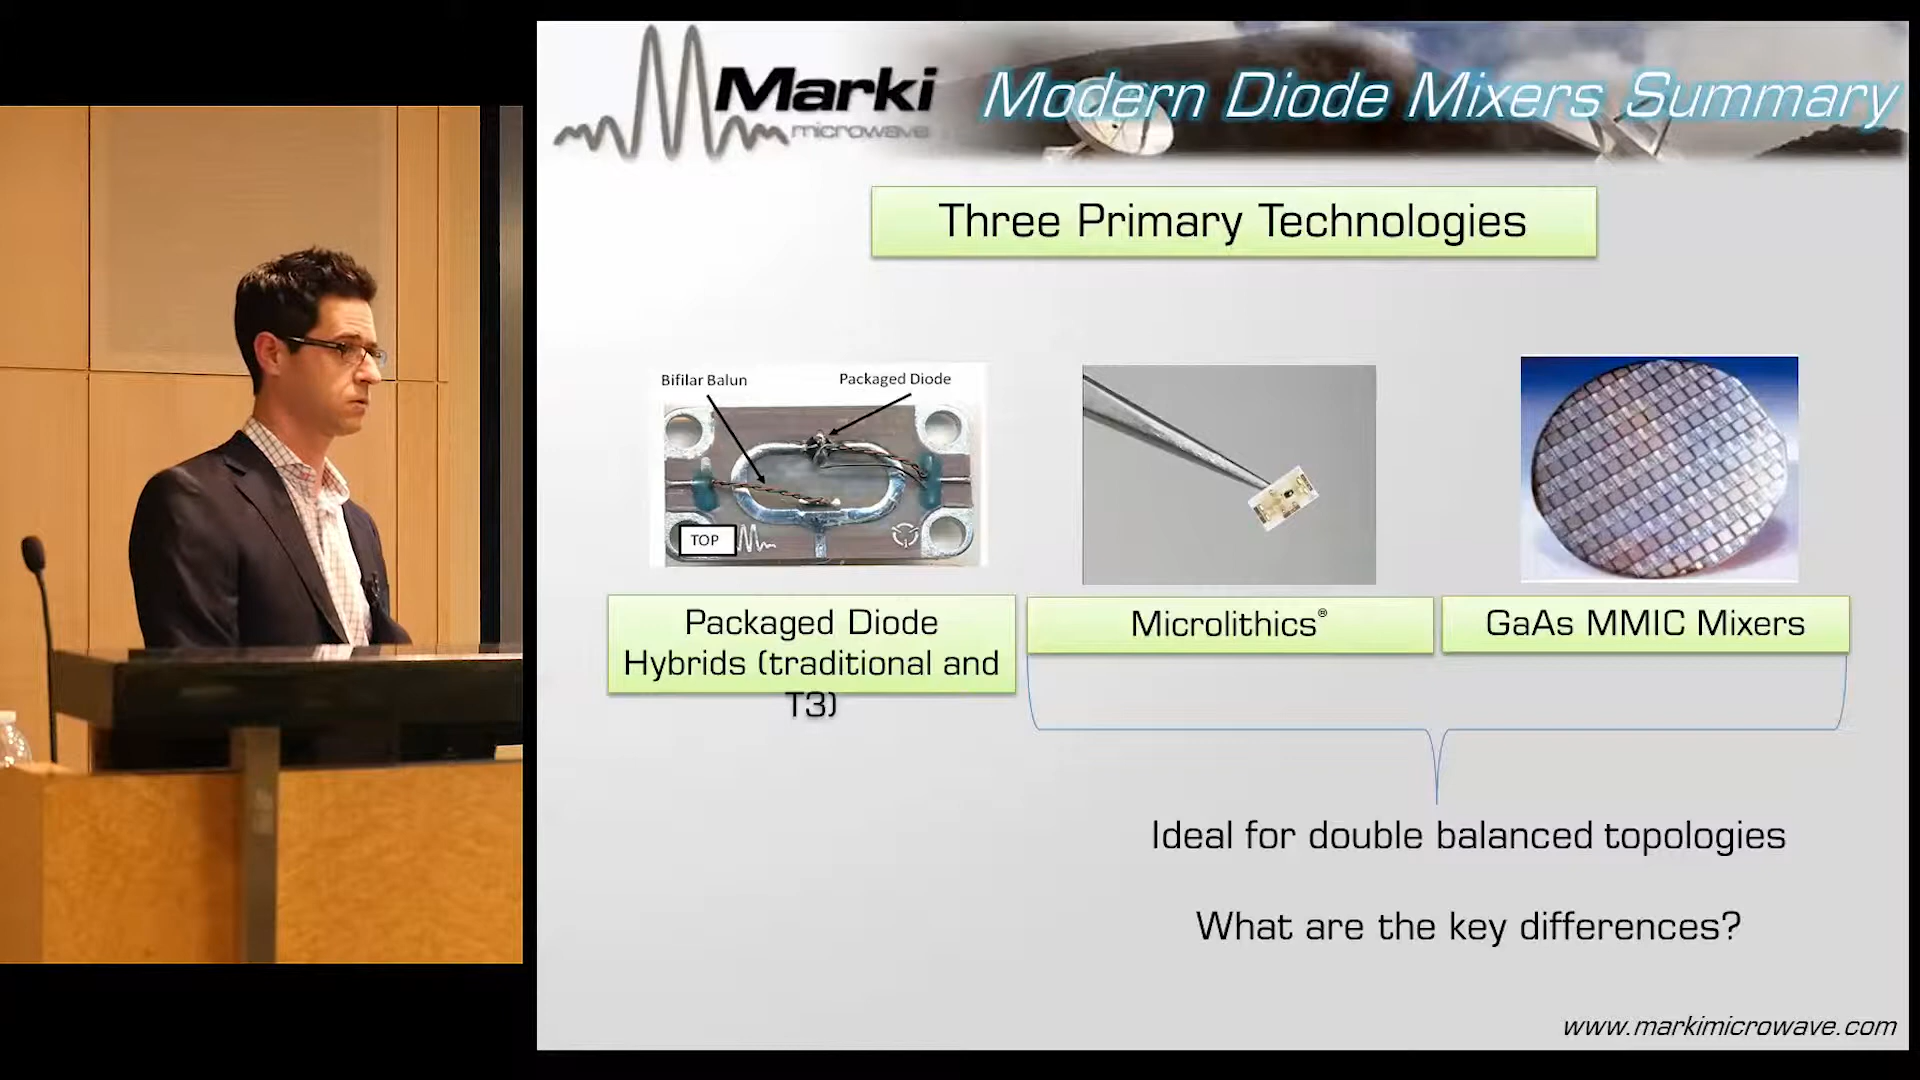 Marki
microwave
Modern Diode Mixers Summary
Three Primary Technologies
Bifilar Balun
Packaged Diode
TOP
Packaged Diode
Hybrids (traditional and
T3)
Microlithics®
GaAs MMIC Mixers
Ideal for double balanced topologies
What are the key differences?
www.markimicrowave.com